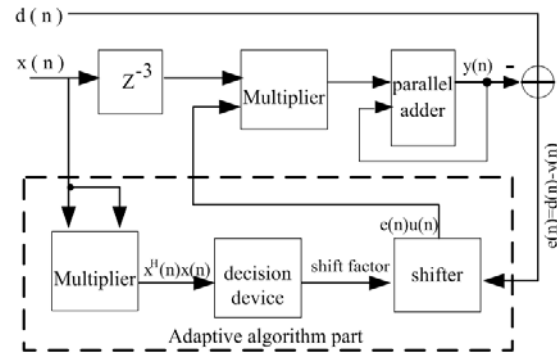 d ( n )
x ( n )
Z⁻³
Multiplier
parallel
adder
y(n)
-
e(n)=d(n)-y(n)
e(n)u(n)
Multiplier
xᴴ(n)x(n)
decision
device
shift factor
shifter
Adaptive algorithm part